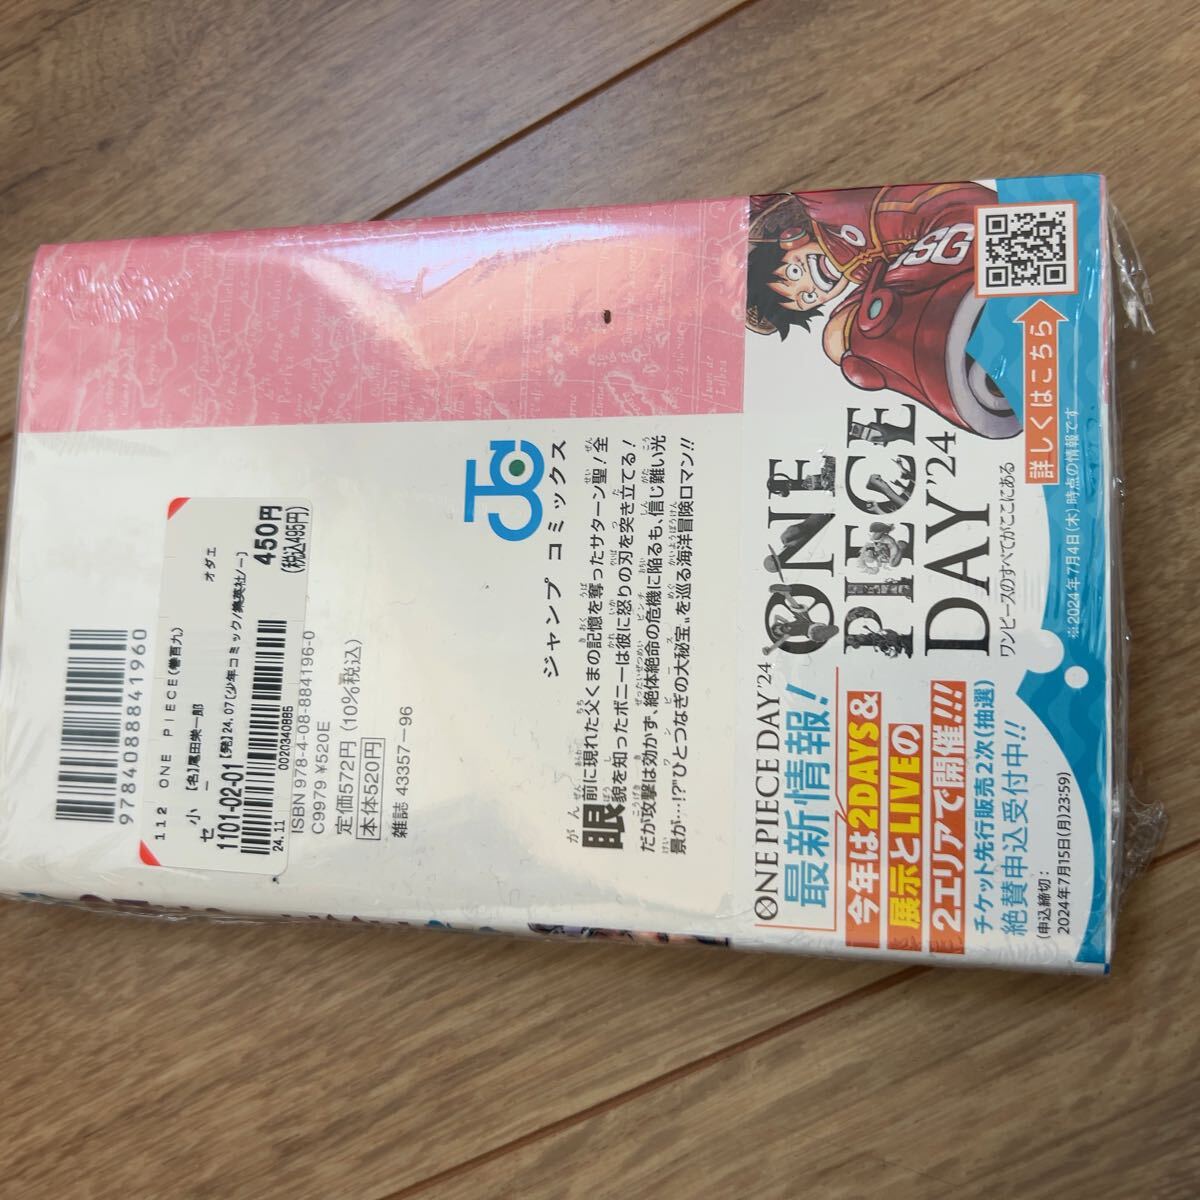 9784088841960
112 ONE PIECE(巻百九)
オダエ
小 [名]尾田栄一郎
セ ー
1101-02-01
[発]24.07[少年コミック/集英社/ー]
450円
(税込495円)
24.11
0020340885
ISBN 978-4-08-884196-0
C9979 ¥520E
定価572円 (10%税込)
本体520円
雑誌 43357-96
ジャンプ コミックス
眼前に現れた父くまの記憶を奪ったサターン聖!全
貌を知ったボニーは彼に怒りの刃を突き立てる!
だが攻撃は効かず、絶体絶命の危機に陥るも、信じ難い光
景が…!?"ひとつなぎの大秘宝"を巡る海洋冒険ロマン!!
ONE PIECE DAY'24
最新情報!
今年は2DAYS&
展示とLIVEの
2エリアで開催!!!
チケット先行販売2次(抽選)
絶賛申込受付中!!
(申込締切:
2024年7月15日(月)23:59)
ONE
PIECE
DAY'24
ワンピースのすべてがここにある
※2024年7月4日(木)時点の情報です
詳しくはこちら
SG